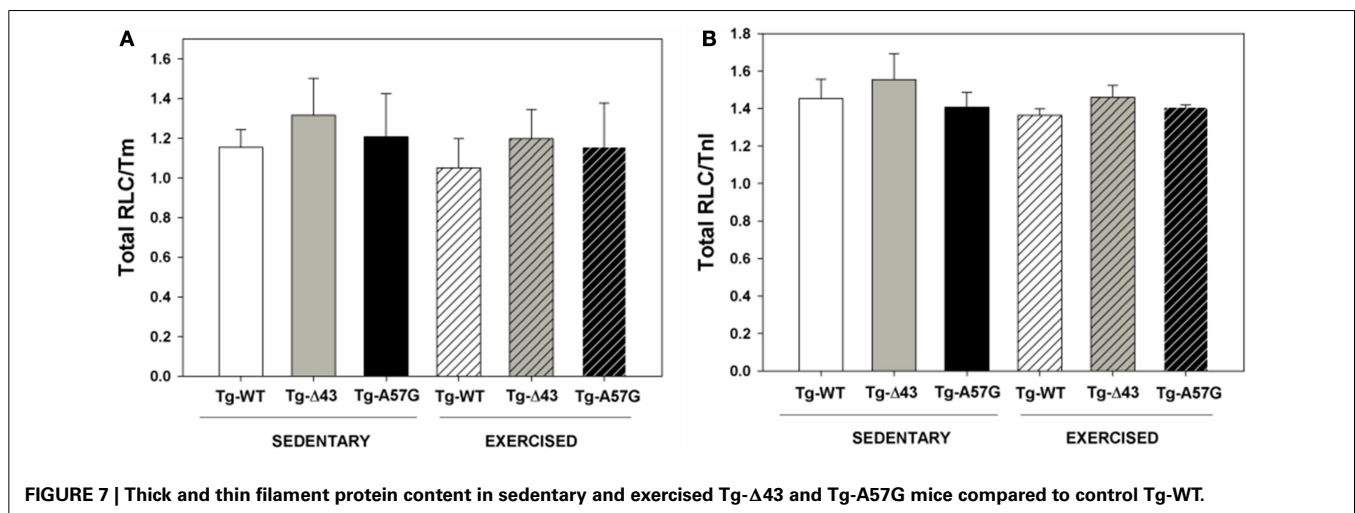 A
Total RLC/Tm
1.6
1.4
1.2
1.0
0.8
0.6
0.4
0.2
0.0
Tg-WT Tg-Δ43 Tg-A57G Tg-WT Tg-Δ43 Tg-A57G
SEDENTARY EXERCISED
B
Total RLC/TnI
1.8
1.6
1.4
1.2
1.0
0.8
0.6
0.4
0.2
0.0
Tg-WT Tg-Δ43 Tg-A57G Tg-WT Tg-Δ43 Tg-A57G
SEDENTARY EXERCISED
FIGURE 7 | Thick and thin filament protein content in sedentary and exercised Tg-Δ43 and Tg-A57G mice compared to control Tg-WT.